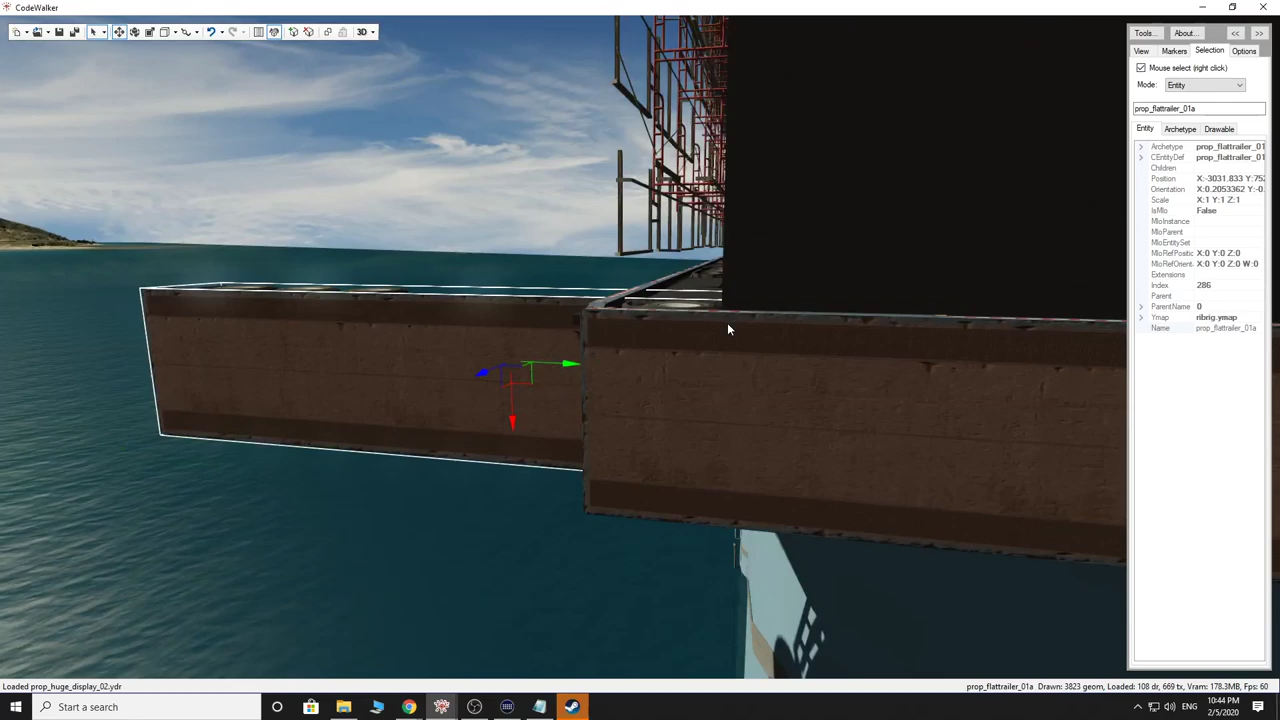 CodeWalker
3D
Tools...
About...
<<
>>
View
Markers
Selection
Options
Mouse select (right click)
Mode:
Entity
prop_flattrailer_01a
Entity
Archetype
Drawable
Archetype prop_flattrailer_01
CEntityDef prop_flattrailer_01
Children
Position X:-3031.833 Y:752
Orientation X:0.2053362 Y:-0.
Scale X:1 Y:1 Z:1
IsMlo False
MloInstance
MloParent
MloEntitySet
MloRefPositic X:0 Y:0 Z:0
MloRefOrient X:0 Y:0 Z:0 W:0
Extensions
Index 286
Parent
ParentName 0
Ymap ribrig.ymap
Name prop_flattrailer_01a
Loaded prop_huge_display_02.ydr
prop_flattrailer_01a Drawn: 3823 geom, Loaded: 108 dr, 669 tx, Vram: 178.3MB, Fps: 60
Start a search
ENG
10:44 PM
2/5/2020